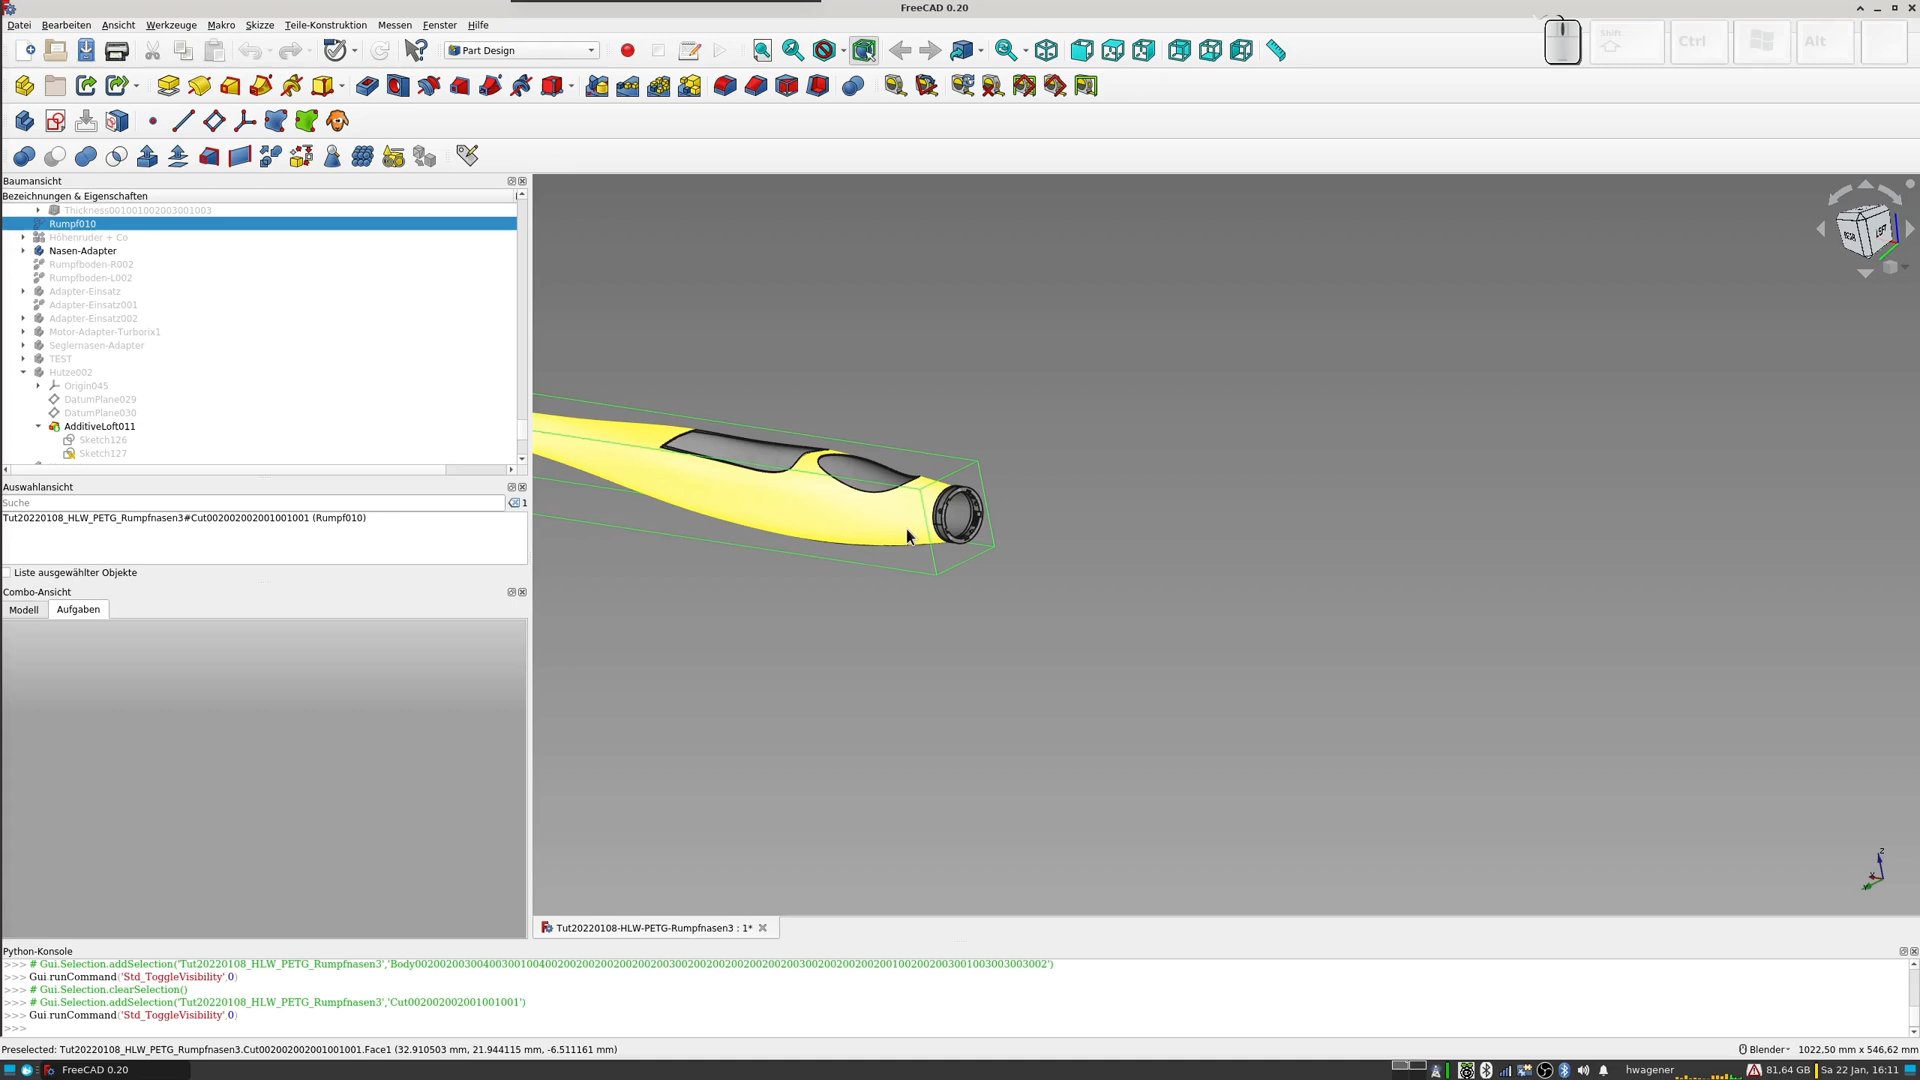 FreeCAD 0.20
Datei Bearbeiten Ansicht Werkzeuge Makro Skizze Teile-Konstruktion Messen Fenster Hilfe
Part Design
Shift Ctrl Alt
Baumansicht
Bezeichnungen & Eigenschaften
Thickness001001002003001003
Rumpf010
Höhenruder + Co
Nasen-Adapter
Rumpfboden-R002
Rumpfboden-L002
Adapter-Einsatz
Adapter-Einsatz001
Adapter-Einsatz002
Motor-Adapter-Turborix1
Seglernasen-Adapter
TEST
Hutze002
Origin045
DatumPlane029
DatumPlane030
AdditiveLoft011
Sketch126
Sketch127
Auswahlansicht
Suche
1
Tut20220108_HLW_PETG_Rumpfnasen3#Cut002002002001001001 (Rumpf010)
Liste ausgewählter Objekte
Combo-Ansicht
Modell Aufgaben
REAR LEFT
Z
Tut20220108-HLW-PETG-Rumpfnasen3 : 1*
Python-Konsole
Gui.runCommand('Std_ToggleVisibility',0)
>>> # Gui.Selection.clearSelection()
>>> # Gui.Selection.addSelection('Tut20220108_HLW_PETG_Rumpfnasen3','Cut002002002001001001')
>>> Gui.runCommand('Std_ToggleVisibility',0)
>>>
Preselected: Tut20220108_HLW_PETG_Rumpfnasen3.Cut002002002001001001.Face1 (32.910503 mm, 21.944115 mm, -6.511161 mm)
Blender 1022,50 mm x 546,62 mm
FreeCAD 0.20
hwagener 81,64 GB Sa 22 Jan, 16:11